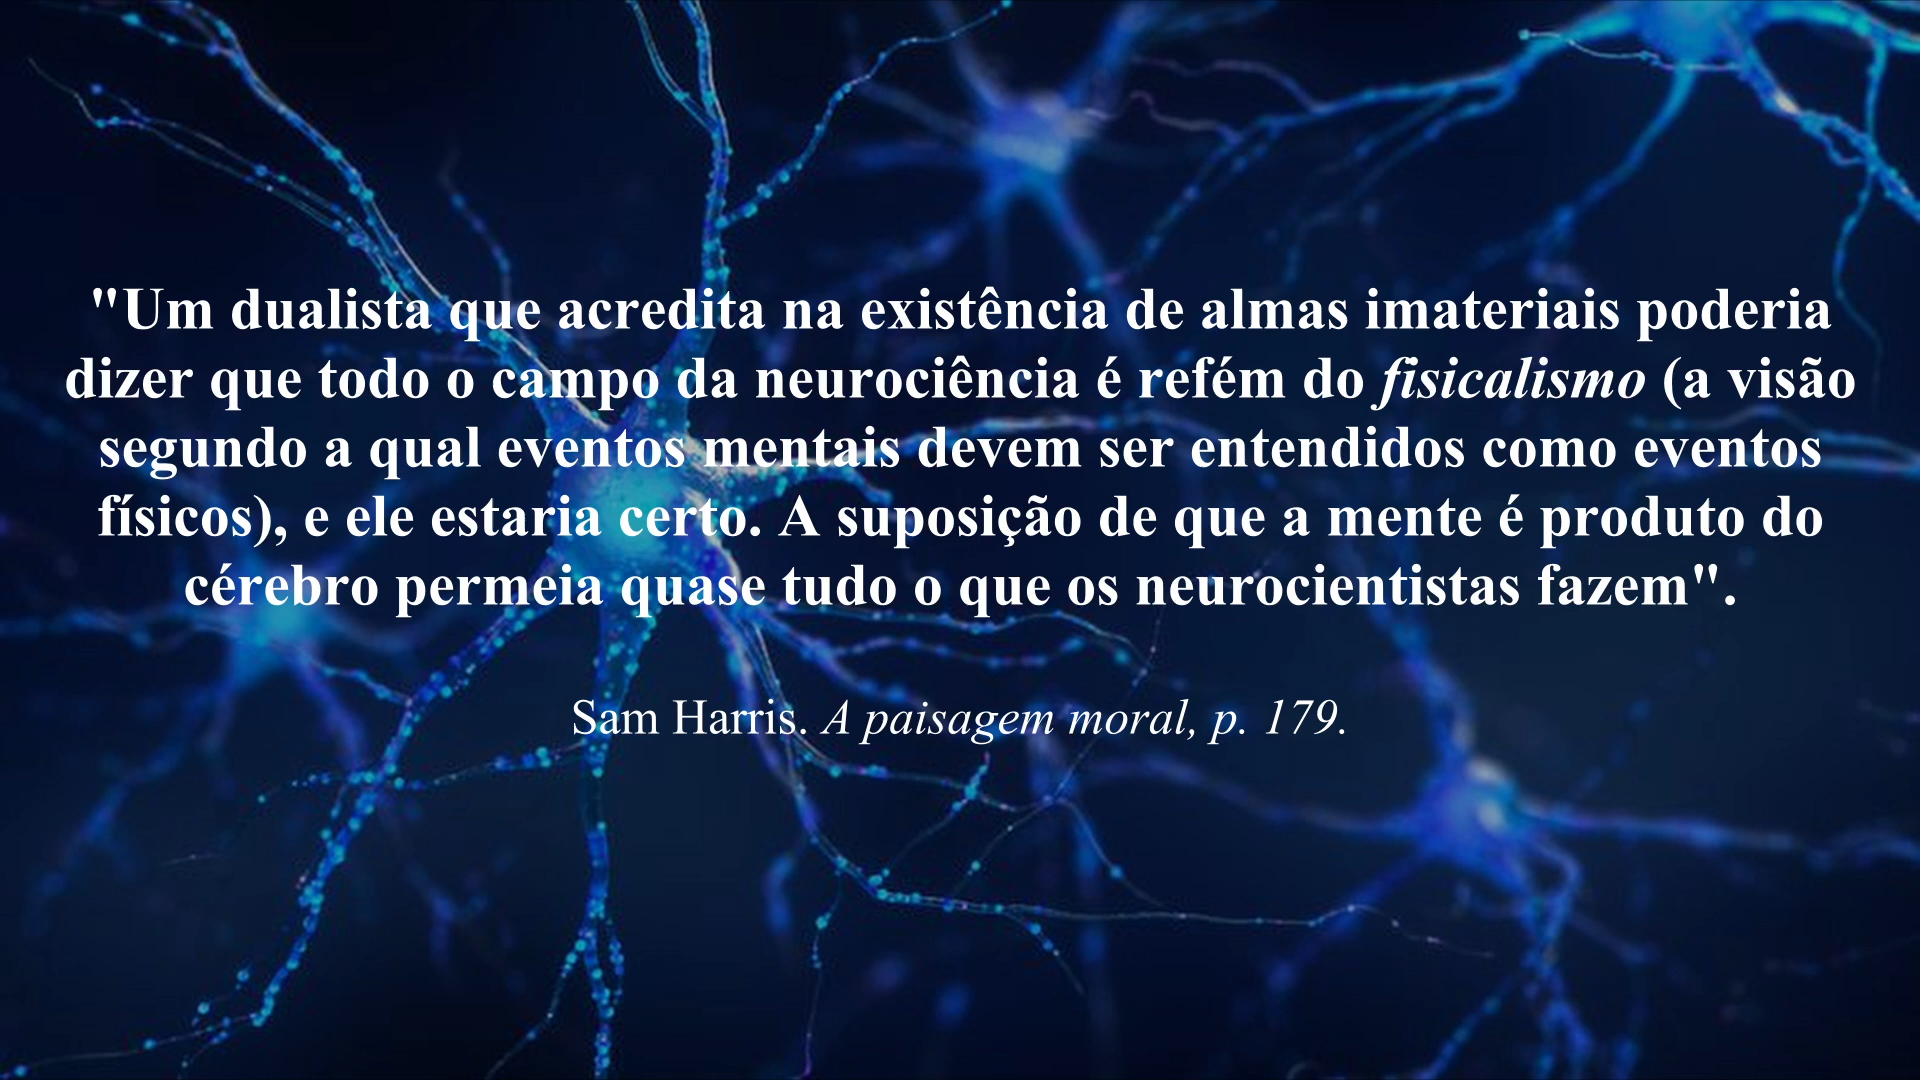 "Um dualista que acredita na existência de almas imateriais poderia
dizer que todo o campo da neurociência é refém do fisicalismo (a visão
segundo a qual eventos mentais devem ser entendidos como eventos
físicos), e ele estaria certo. A suposição de que a mente é produto do
cérebro permeia quase tudo o que os neurocientistas fazem".
Sam Harris. A paisagem moral, p. 179.